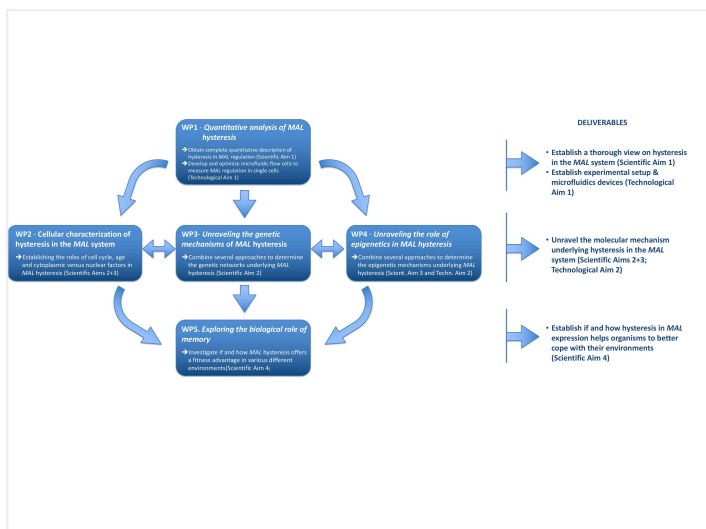 WP1 - Quantitative analysis of MAL
hysteresis
➔Obtain complete quantitative description of
hysteresis in MAL regulation (Scientific Aim 1)
➔Develop and optimize microfluidic flow cells to
measure MAL regulation in single cells
(Technological Aim 1)
WP2 - Cellular characterization of
hysteresis in the MAL system
➔Establishing the roles of cell cycle, age
and cytoplasmic versus nuclear factors in
MAL hysteresis (Scientific Aims 2+3)
WP3- Unraveling the genetic
mechanisms of MAL hysteresis
➔Combine several approaches to determine
the genetic networks underlying MAL
hysteresis (Scientific Aim 2)
WP4 - Unraveling the role of
epigenetics in MAL hysteresis
➔Combine several approaches to determine
the epigenetic mechanisms underlying MAL
hysteresis (Scient. Aim 3 and Techn. Aim 2)
WP5. Exploring the biological role of
memory
➔Investigate if and how MAL hysteresis offers
a fitness advantage in various different
environments(Scientific Aim 4;
DELIVERABLES
• Establish a thorough view on hysteresis
in the MAL system (Scientific Aim 1)
• Establish experimental setup &
microfluidics devices (Technological
Aim 1)
• Unravel the molecular mechanism
underlying hysteresis in the MAL
system (Scientific Aims 2+3;
Technological Aim 2)
• Establish if and how hysteresis in MAL
expression helps organisms to better
cope with their environments
(Scientific Aim 4)